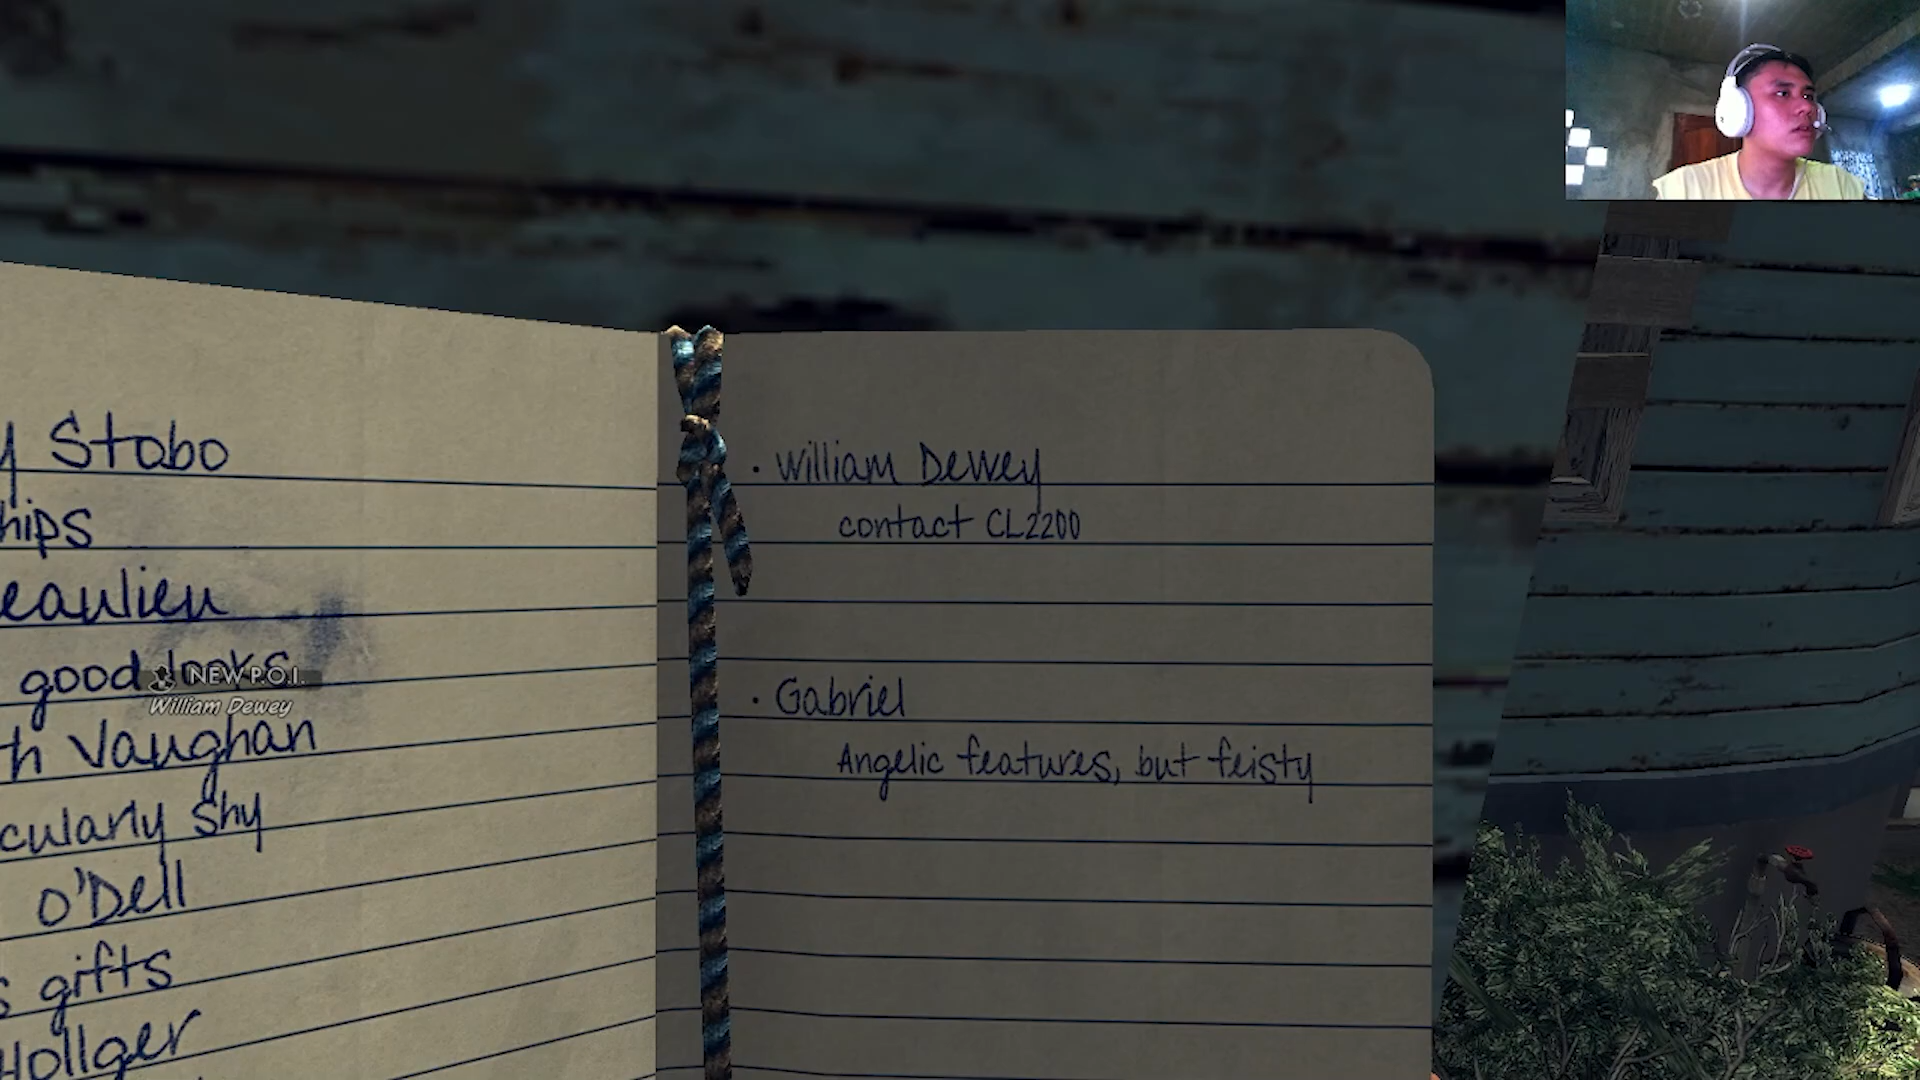 Stabo
hips
eaulieu
good looks
th Vaughan
cularly shy
O'Dell
s gifts
Hollger
NEW P.O.I.
William Dewey
· William Dewey
contact CL2200
· Gabriel
Angelic features, but feisty